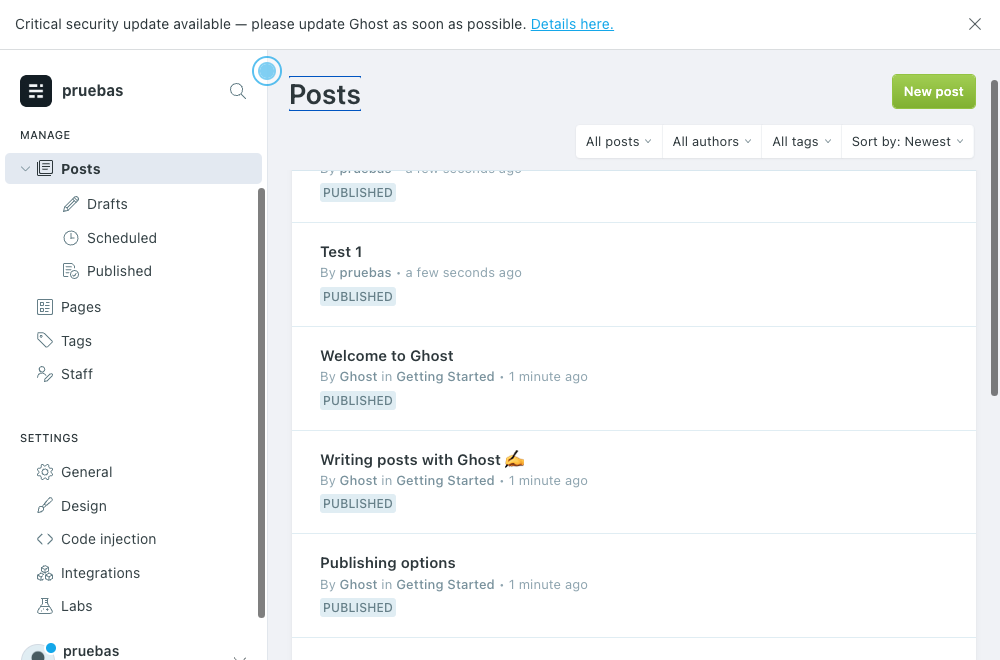 Critical security update available — please update Ghost as soon as possible. Details here.
pruebas
MANAGE
Posts
Drafts
Scheduled
Published
Pages
Tags
Staff
SETTINGS
General
Design
Code injection
Integrations
Labs
pruebas
Posts
New post
All posts
All authors
All tags
Sort by: Newest
By pruebas • a few seconds ago
PUBLISHED
Test 1
By pruebas • a few seconds ago
PUBLISHED
Welcome to Ghost
By Ghost in Getting Started • 1 minute ago
PUBLISHED
Writing posts with Ghost ✍️
By Ghost in Getting Started • 1 minute ago
PUBLISHED
Publishing options
By Ghost in Getting Started • 1 minute ago
PUBLISHED